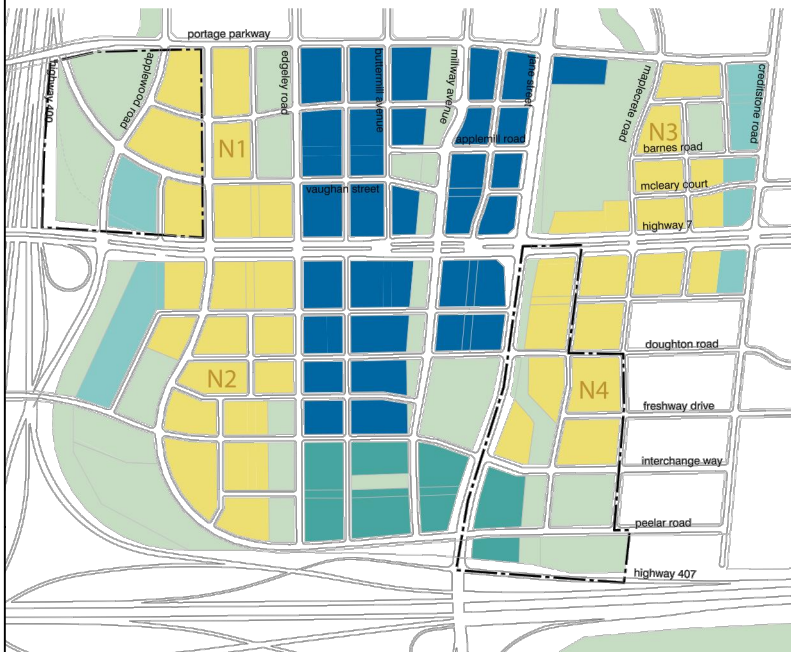 portage parkway
highway 400
applewood road
edgeley road
buttermill avenue
millway avenue
jane street
maplecrete road
creditstone road
N1
applemill road
N3
barnes road
vaughan street
mcleary court
highway 7
doughton road
N2
N4
freshway drive
interchange way
peelar road
highway 407